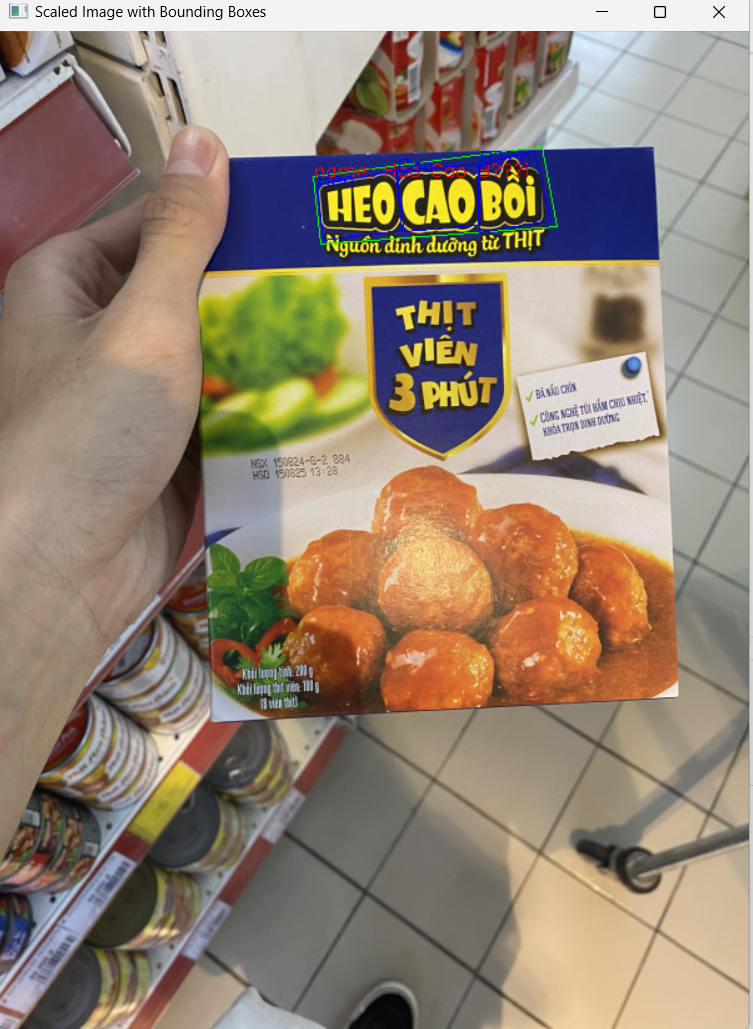 Scaled Image with Bounding Boxes
name:
HEO CAO BỒI
Nguồn dinh dưỡng từ THỊT
THỊT
VIÊN
3 PHÚT
ĐÃ NẤU CHÍN
CÔNG NGHỆ TÚI HẦM CHỊU NHIỆT,
KHÓA TRỌN DINH DƯỠNG
NSX 150824-G-2 884
HSD 150825 13:28
Khối lượng tịnh: 200 g
Khối lượng thịt viên: 100 g
(8 viên thịt)